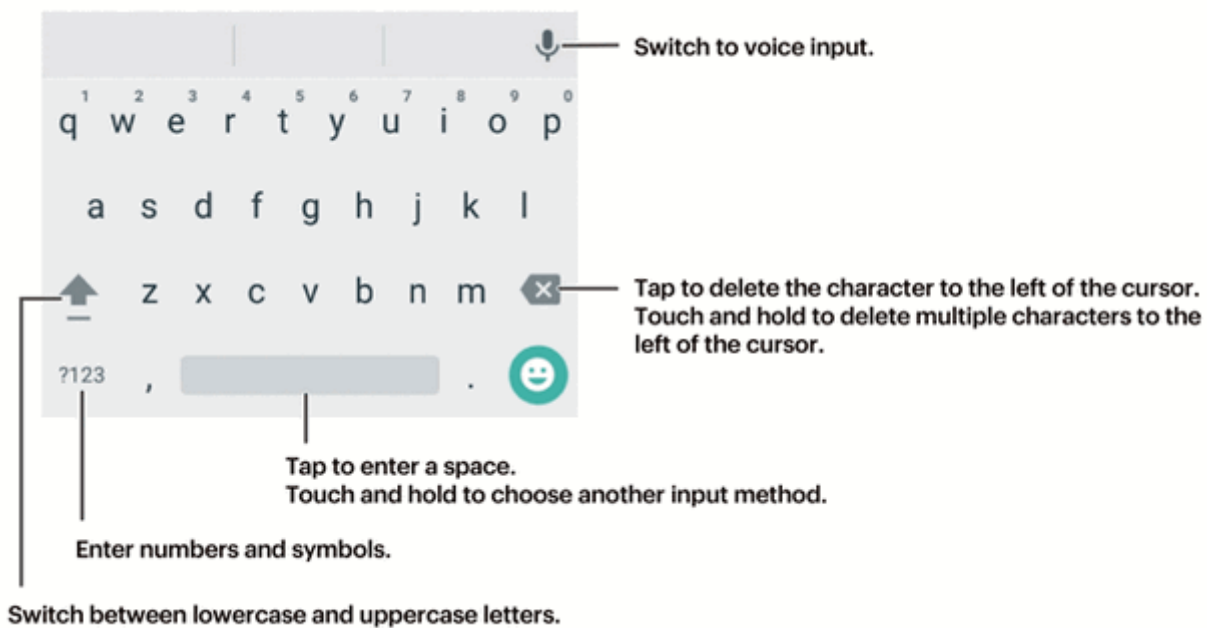 Switch to voice input.
1 2 3 4 5 6 7 8 9 0
q w e r t y u i o p
a s d f g h j k l
z x c v b n m
Tap to delete the character to the left of the cursor.
Touch and hold to delete multiple characters to the
left of the cursor.
?123 , .
Tap to enter a space.
Touch and hold to choose another input method.
Enter numbers and symbols.
Switch between lowercase and uppercase letters.